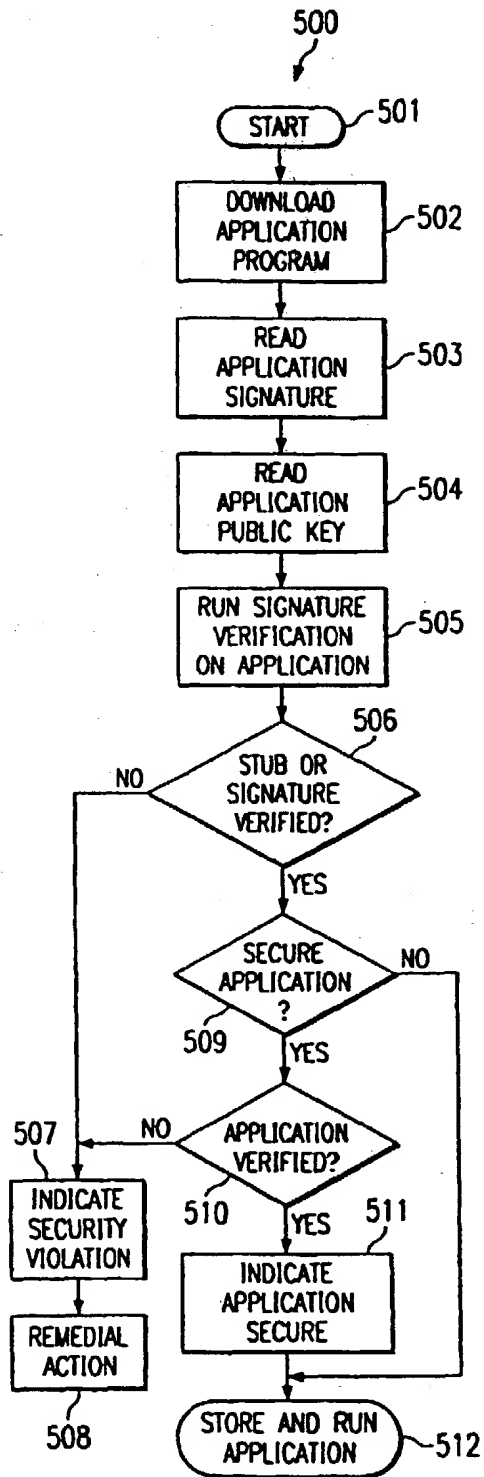 500
START
501
DOWNLOAD
APPLICATION
PROGRAM
502
READ
APPLICATION
SIGNATURE
503
READ
APPLICATION
PUBLIC KEY
504
RUN SIGNATURE
VERIFICATION
ON APPLICATION
505
506
STUB OR
SIGNATURE
VERIFIED?
NO
YES
SECURE
APPLICATION
?
509
NO
YES
APPLICATION
VERIFIED?
510
NO
YES
507
INDICATE
SECURITY
VIOLATION
511
INDICATE
APPLICATION
SECURE
REMEDIAL
ACTION
508
STORE AND RUN
APPLICATION
512